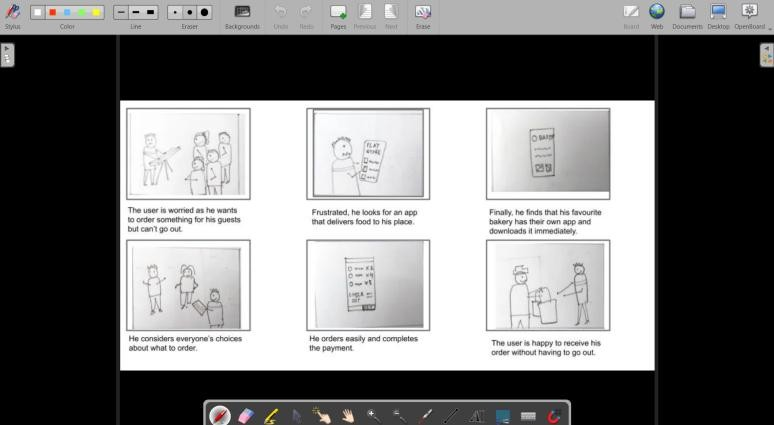 Stylus
Color
Line
Eraser
Backgrounds
Undo
Redo
Pages
Previous
Next
Erase
Board
Web
Documents
Desktop
OpenBoard
The user is worried as he wants
to order something for his guests
but can't go out.
PLAY
STORE
Frustrated, he looks for an app
that delivers food to his place.
Finally, he finds that his favourite
bakery has their own app and
downloads it immediately.
He considers everyone's choices
about what to order.
He orders easily and completes
the payment.
The user is happy to receive his
order without having to go out.